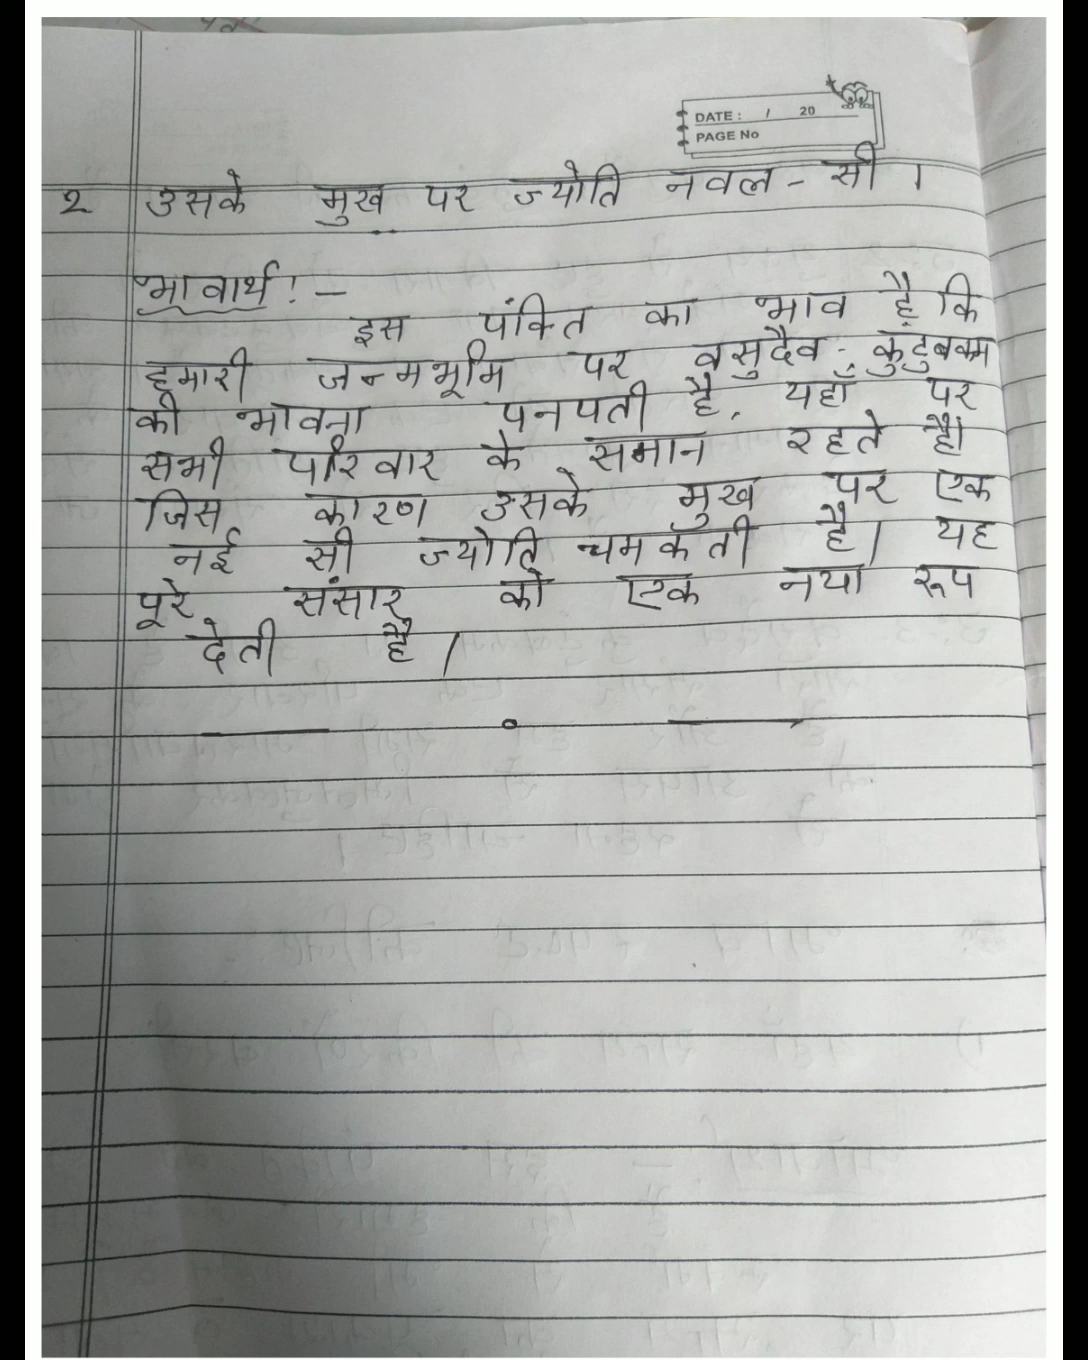 DATE: / 20
PAGE No
२ उसके मुख पर ज्योति नवल - सी ।
भावार्थ :-
इस पंक्ति का भाव है कि
हमारी जन्मभूमि पर वसुदैव-कुटुबकम
की भावना पनपती है, यहाँ पर
सभी परिवार के समान रहते हैं।
जिस कारण उसके मुख पर एक
नई सी ज्योति चमकती है। यह
पूरे संसार को एक नया रूप
देती है।